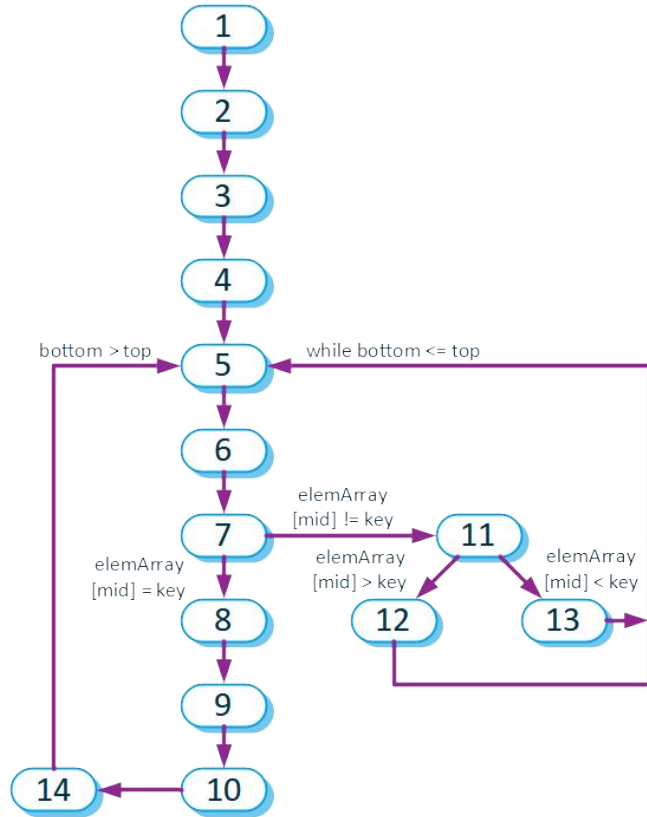 1
2
3
4
bottom > top
while bottom <= top
5
6
elemArray
[mid] != key
7
11
elemArray
[mid] = key
elemArray
[mid] > key
elemArray
[mid] < key
8
12
13
9
14
10